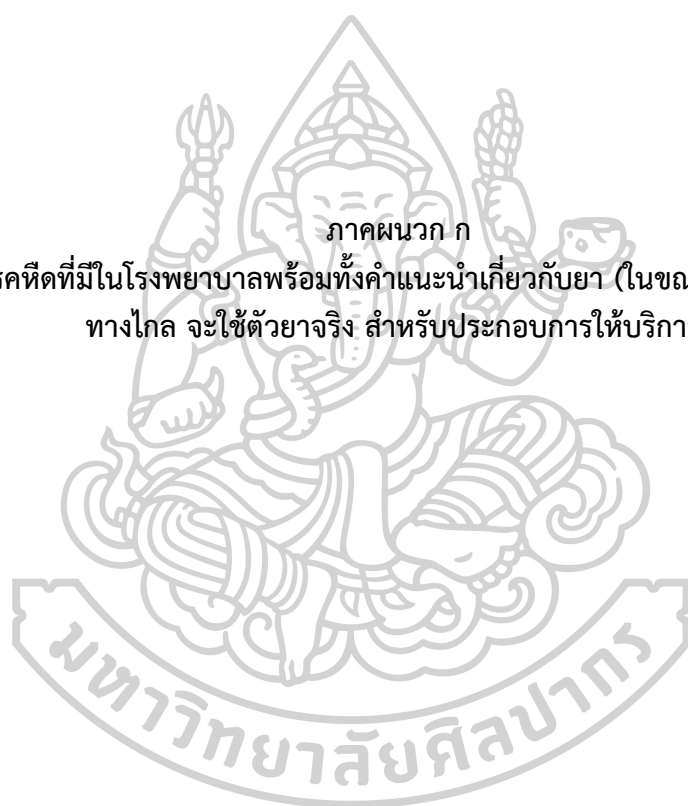 ภาคผนวก ก
รคหืดที่มีในโรงพยาบาลพร้อมทั้งคำแนะนำเกี่ยวกับยา (ในขณ
ทางไกล จะใช้ตัวยาจริง สำหรับประกอบการให้บริกา
มหาวิทยาลัยศิลปากร